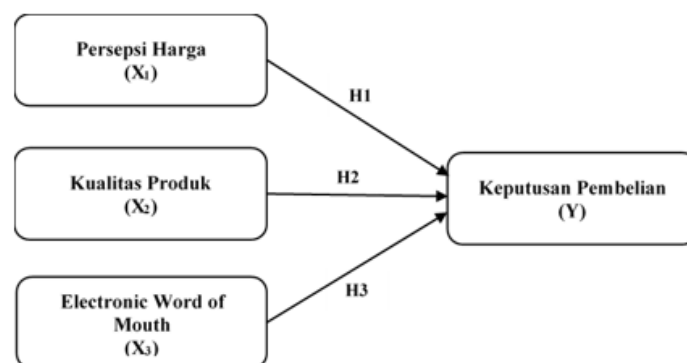 Persepsi Harga
(X₁)
H1
Kualitas Produk
(X₂)
H2
Keputusan Pembelian
(Y)
Electronic Word of
Mouth
(X₃)
H3